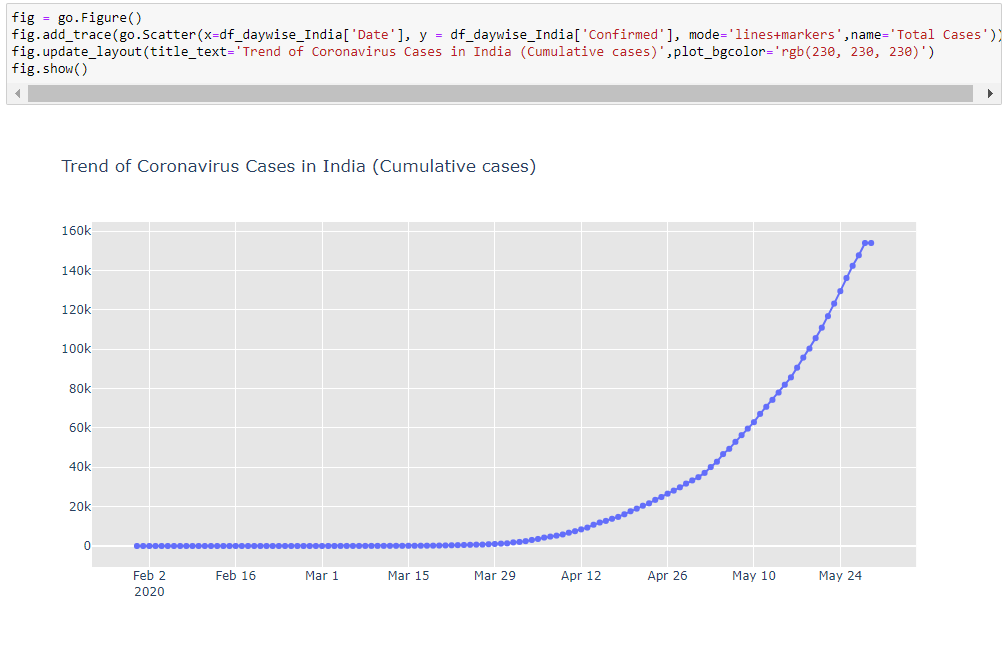 fig = go.Figure()
fig.add_trace(go.Scatter(x=df_daywise_India['Date'], y = df_daywise_India['Confirmed'], mode='lines+markers',name='Total Cases'))
fig.update_layout(title_text='Trend of Coronavirus Cases in India (Cumulative cases)',plot_bgcolor='rgb(230, 230, 230)')
fig.show()
Trend of Coronavirus Cases in India (Cumulative cases)
160k
140k
120k
100k
80k
60k
40k
20k
0
Feb 2 Feb 16 Mar 1 Mar 15 Mar 29 Apr 12 Apr 26 May 10 May 24
2020